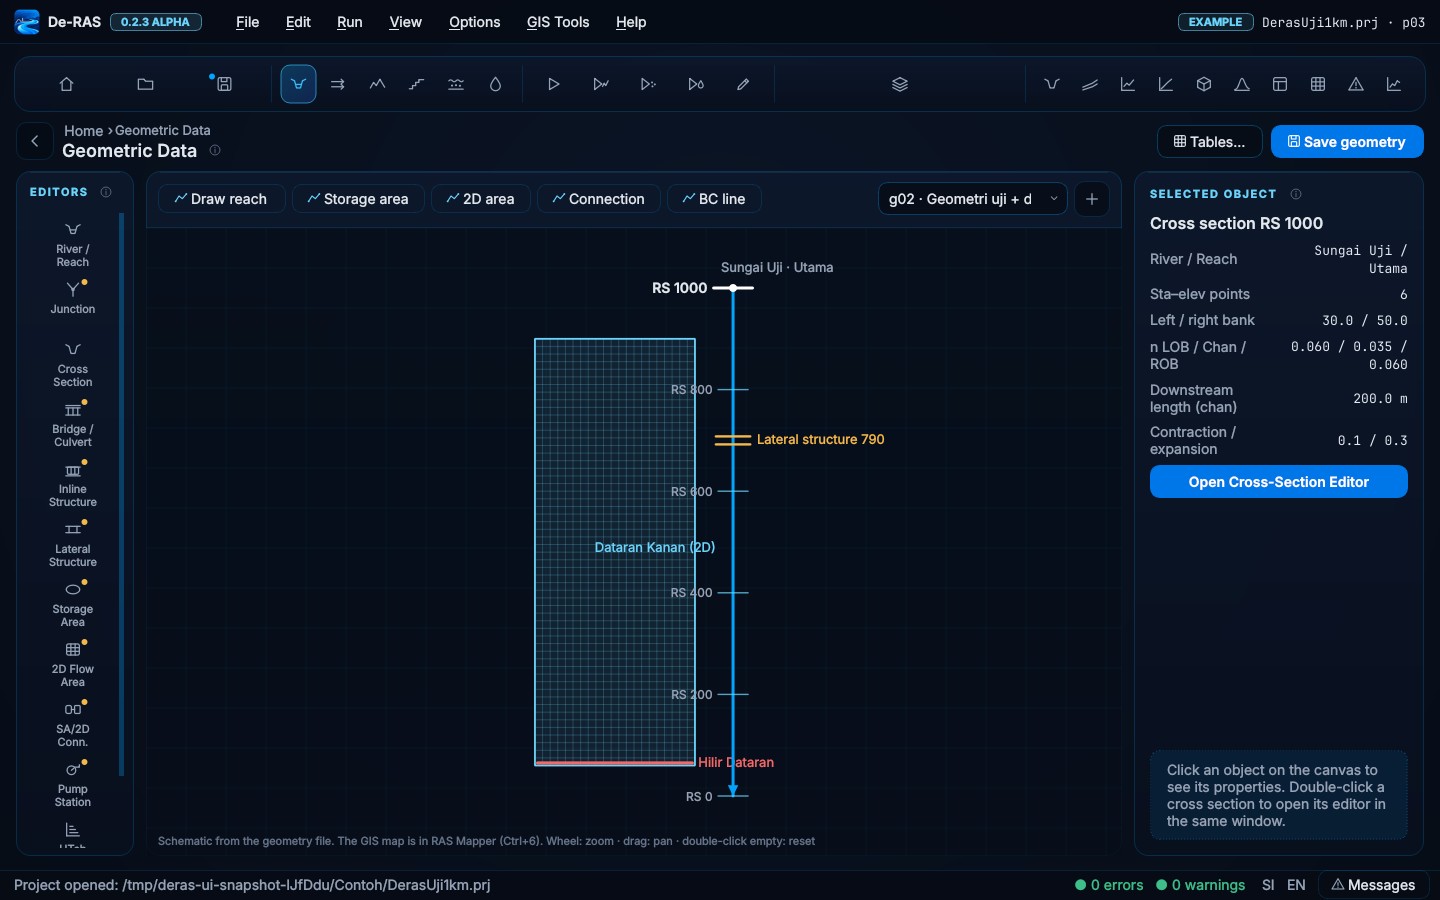 De-RAS 0.2.3 ALPHA File Edit Run View Options GIS Tools Help EXAMPLE DerasUji1km.prj · p03
Home › Geometric Data
Geometric Data
Tables... Save geometry
EDITORS
River /
Reach
Junction
Cross
Section
Bridge /
Culvert
Inline
Structure
Lateral
Structure
Storage
Area
2D Flow
Area
SA/2D
Conn.
Pump
Station
Draw reach Storage area 2D area Connection BC line g02 · Geometri uji + d
Sungai Uji · Utama
RS 1000
RS 800
Lateral structure 790
RS 600
Dataran Kanan (2D)
RS 400
RS 200
Hilir Dataran
RS 0
Schematic from the geometry file. The GIS map is in RAS Mapper (Ctrl+6). Wheel: zoom · drag: pan · double-click empty: reset
SELECTED OBJECT
Cross section RS 1000
River / Reach Sungai Uji /
Utama
Sta–elev points 6
Left / right bank 30.0 / 50.0
n LOB / Chan / 0.060 / 0.035 /
ROB 0.060
Downstream
length (chan) 200.0 m
Contraction /
expansion 0.1 / 0.3
Open Cross-Section Editor
Click an object on the canvas to
see its properties. Double-click a
cross section to open its editor in
the same window.
Project opened: /tmp/deras-ui-snapshot-IJfDdu/Contoh/DerasUji1km.prj 0 errors 0 warnings SI EN Messages